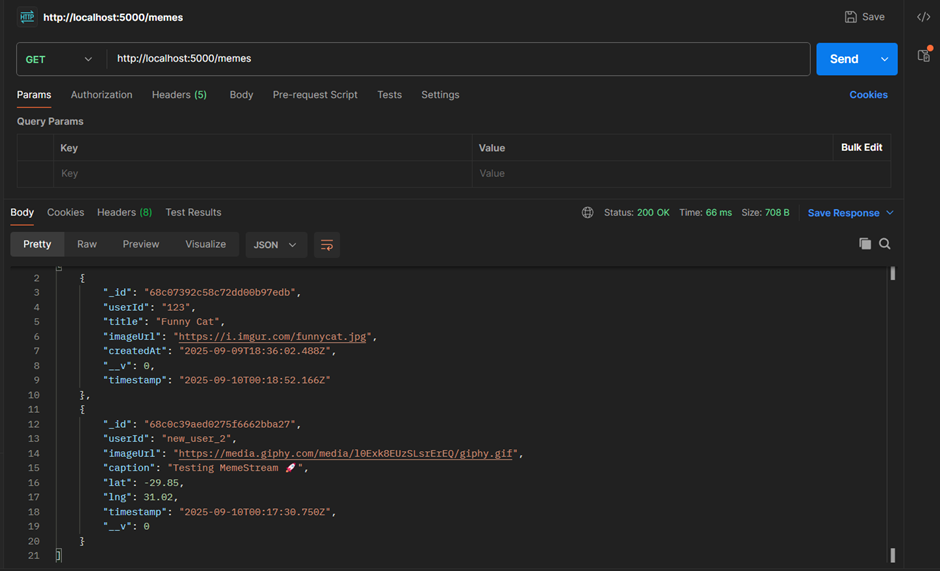 HTTP http://localhost:5000/memes Save
GET http://localhost:5000/memes Send
Params Authorization Headers (5) Body Pre-request Script Tests Settings Cookies
Query Params
Key Value Bulk Edit
Key Value
Body Cookies Headers (8) Test Results Status: 200 OK Time: 66 ms Size: 708 B Save Response
Pretty Raw Preview Visualize JSON
2 {
3 "_id": "68c07392c58c72dd00b97edb",
4 "userId": "123",
5 "title": "Funny Cat",
6 "imageUrl": "https://i.imgur.com/funnycat.jpg",
7 "createdAt": "2025-09-09T18:36:02.488Z",
8 "__v": 0,
9 "timestamp": "2025-09-10T00:18:52.166Z"
10 },
11 {
12 "_id": "68c0c39aed0275f6662bba27",
13 "userId": "new_user_2",
14 "imageUrl": "https://media.giphy.com/media/l0Exk8EUzSLsrErEQ/giphy.gif",
15 "caption": "Testing MemeStream 🚀",
16 "lat": -29.85,
17 "lng": 31.02,
18 "timestamp": "2025-09-10T00:17:30.750Z",
19 "__v": 0
20 }
21 ]